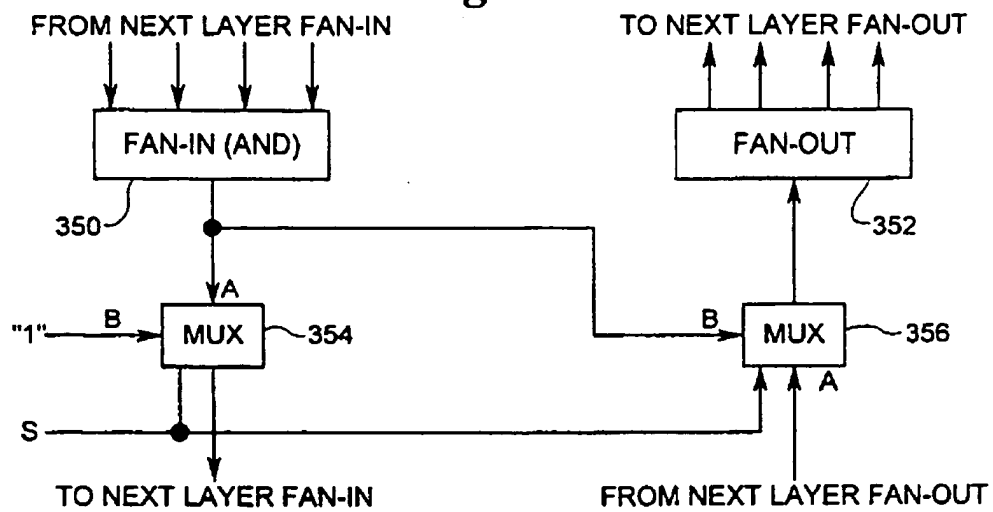 FROM NEXT LAYER FAN-IN
TO NEXT LAYER FAN-OUT
FAN-IN (AND)
FAN-OUT
350
352
A
"1"
B
MUX
354
B
MUX
356
A
S
TO NEXT LAYER FAN-IN
FROM NEXT LAYER FAN-OUT